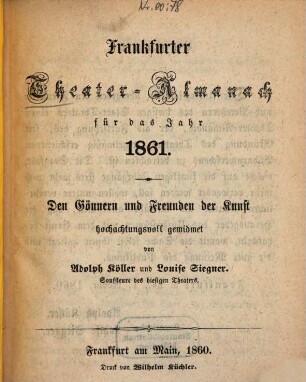 Frankfurter
Theater-Almanach
für das Jahr
1861.
Den Gönnern und Freunden der Kunst
hochachtungsvoll gewidmet
von
Adolph Köller und Louise Siegner.
Souffleure des hiesigen Theaters.
Frankfurt am Main, 1860.
Druck von Wilhelm Küchler.